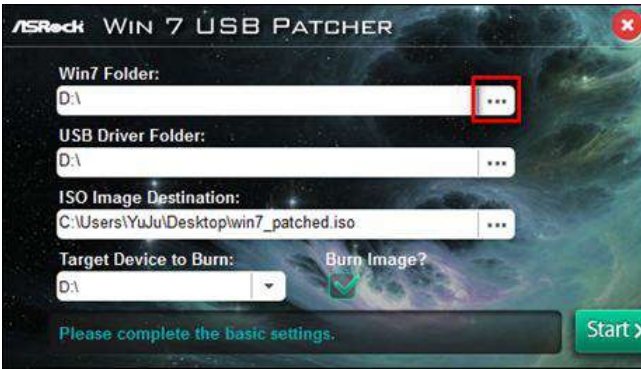 ASRock WIN 7 USB PATCHER
Win7 Folder:
D:\
...
USB Driver Folder:
D:\
...
ISO Image Destination:
C:\Users\YuJu\Desktop\win7_patched.iso
...
Target Device to Burn: Burn Image?
D:\
Please complete the basic settings.
Start